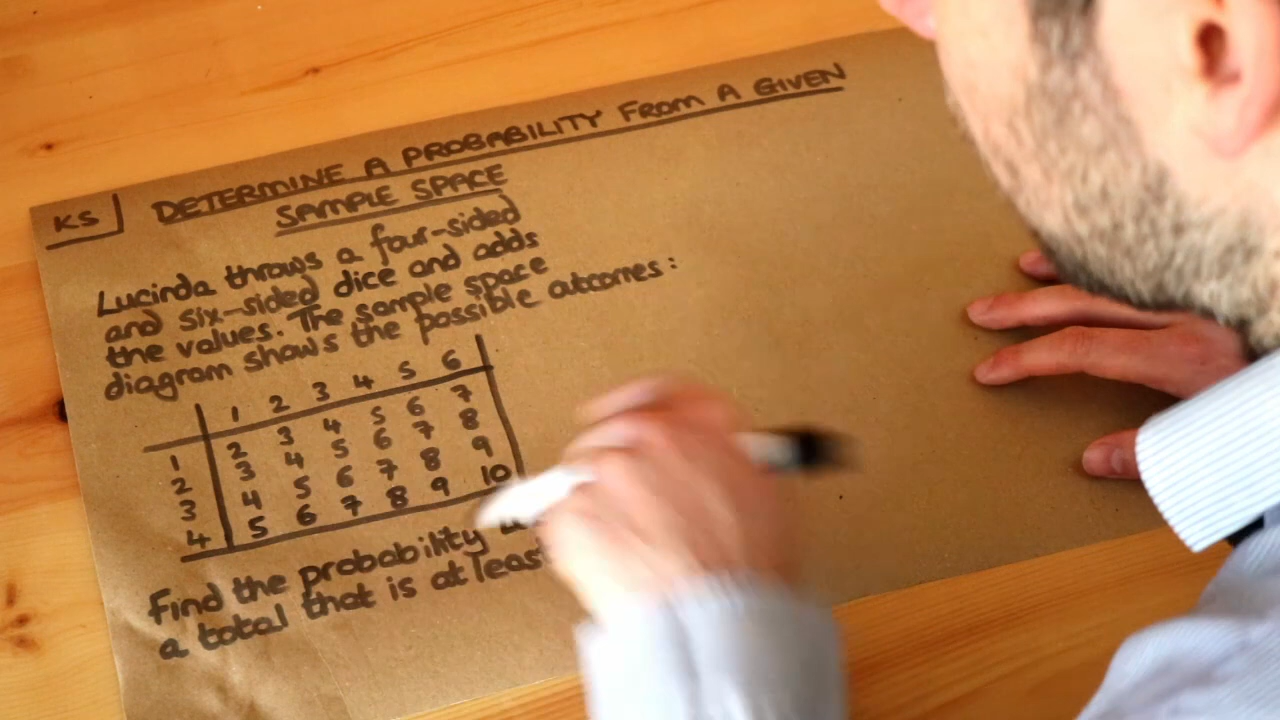 KS
DETERMINE A PROBABILITY FROM A GIVEN
SAMPLE SPACE
Lucinda throws a four-sided
and six-sided dice and adds
the values. The sample space
diagram shows the possible outcomes:
1 2 3 4 5 6
1 2 3 4 5 6 7
2 3 4 5 6 7 8
3 4 5 6 7 8 9
4 5 6 7 8 9 10
Find the probability
a total that is at least